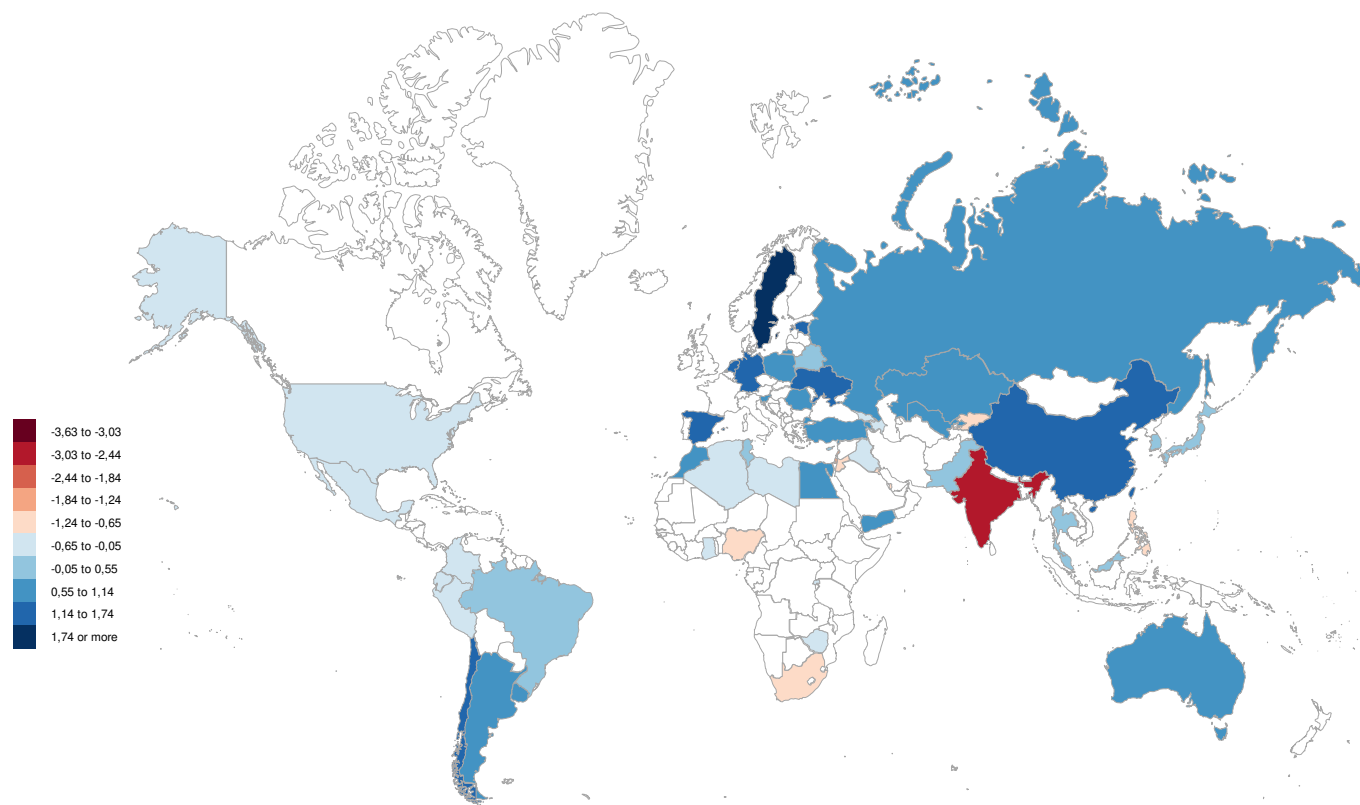 -3,63 to -3,03
-3,03 to -2,44
-2,44 to -1,84
-1,84 to -1,24
-1,24 to -0,65
-0,65 to -0,05
-0,05 to 0,55
0,55 to 1,14
1,14 to 1,74
1,74 or more